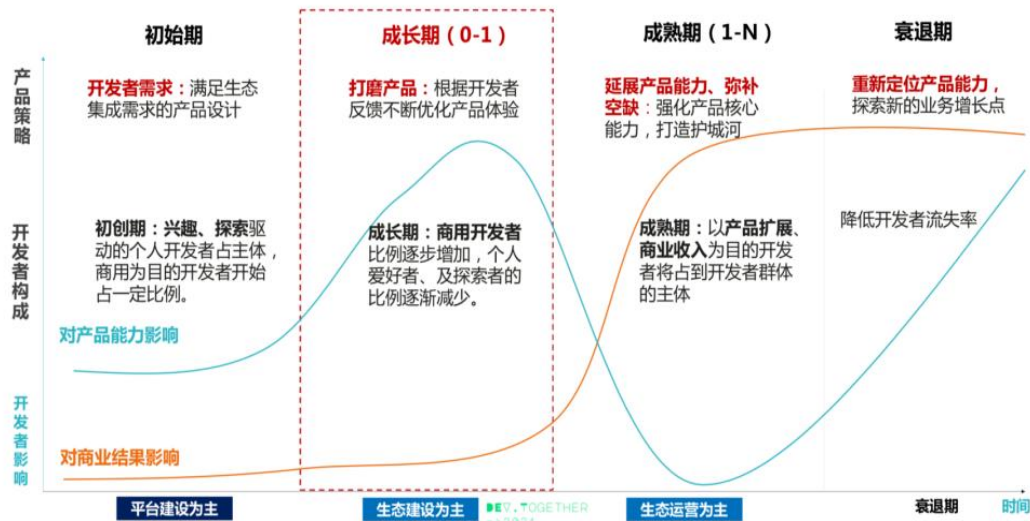 初始期
成长期（0-1）
成熟期（1-N）
衰退期
产品策略
开发者需求：满足生态
集成需求的产品设计
打磨产品：根据开发者
反馈不断优化产品体验
延展产品能力、弥补
空缺：强化产品核心
能力，打造护城河
重新定位产品能力，
探索新的业务增长点
开发者构成
初创期：兴趣、探索驱
动的个人开发者占主体，
商用为目的开发者开始
占一定比例。
成长期：商用开发者
比例逐步增加，个人
爱好者、及探索者的
比例逐渐减少。
成熟期：以产品扩展、
商业收入为目的开发
者将占到开发者群体
的主体
降低开发者流失率
对产品能力影响
开发者影响
对商业结果影响
平台建设为主
生态建设为主
DEV.TOGETHER
生态运营为主
衰退期
时间